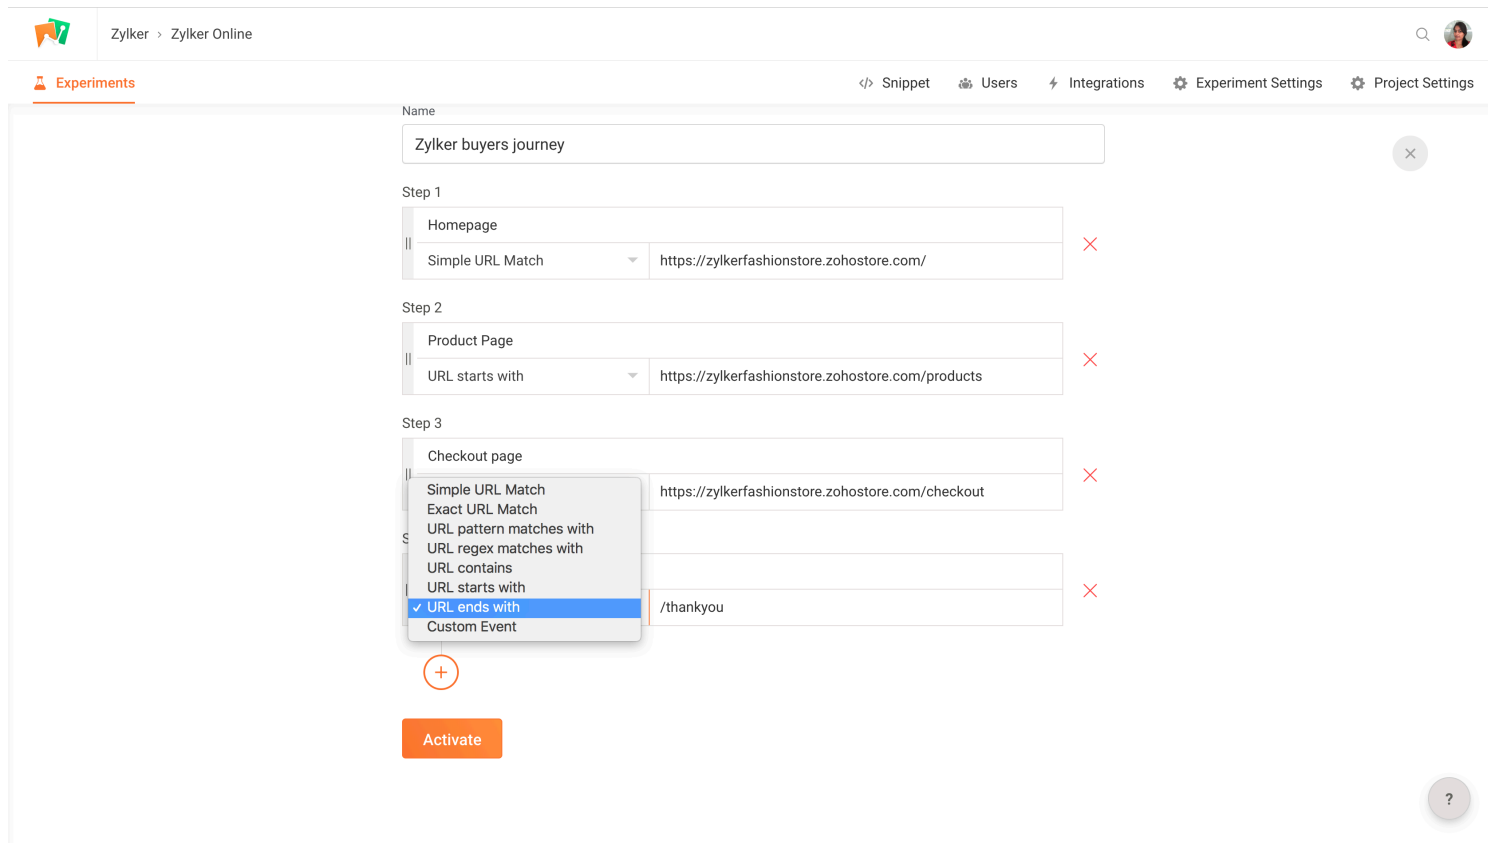 Zylker › Zylker Online
Experiments
</> Snippet Users Integrations Experiment Settings Project Settings
Name
Zylker buyers journey
Step 1
Homepage
Simple URL Match https://zylkerfashionstore.zohostore.com/
Step 2
Product Page
URL starts with https://zylkerfashionstore.zohostore.com/products
Step 3
Checkout page
https://zylkerfashionstore.zohostore.com/checkout
Simple URL Match
Exact URL Match
URL pattern matches with
URL regex matches with
URL contains
URL starts with
✓ URL ends with
Custom Event
/thankyou
+
Activate
?